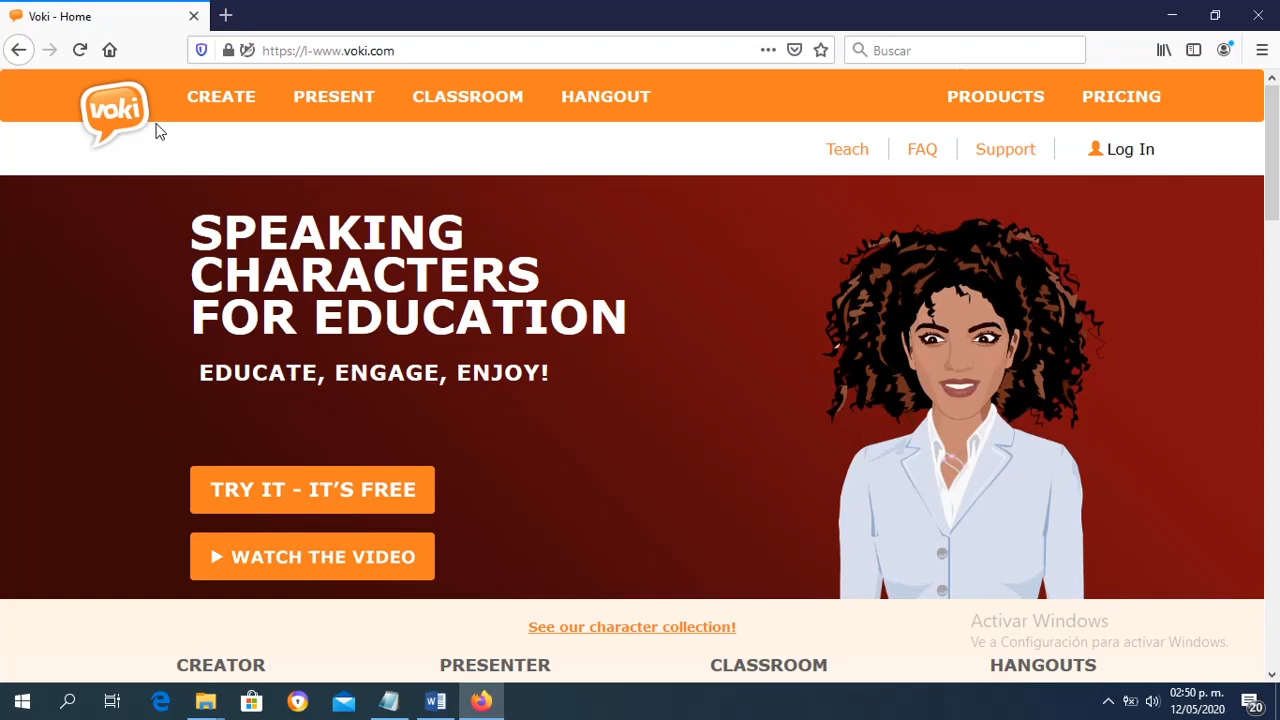 Voki - Home
https://l-www.voki.com
Buscar
voki
CREATE PRESENT CLASSROOM HANGOUT PRODUCTS PRICING
Teach FAQ Support Log In
SPEAKING
CHARACTERS
FOR EDUCATION
EDUCATE, ENGAGE, ENJOY!
TRY IT - IT'S FREE
WATCH THE VIDEO
See our character collection!
Activar Windows
Ve a Configuración para activar Windows.
CREATOR PRESENTER CLASSROOM HANGOUTS
02:50 p. m.
12/05/2020
20